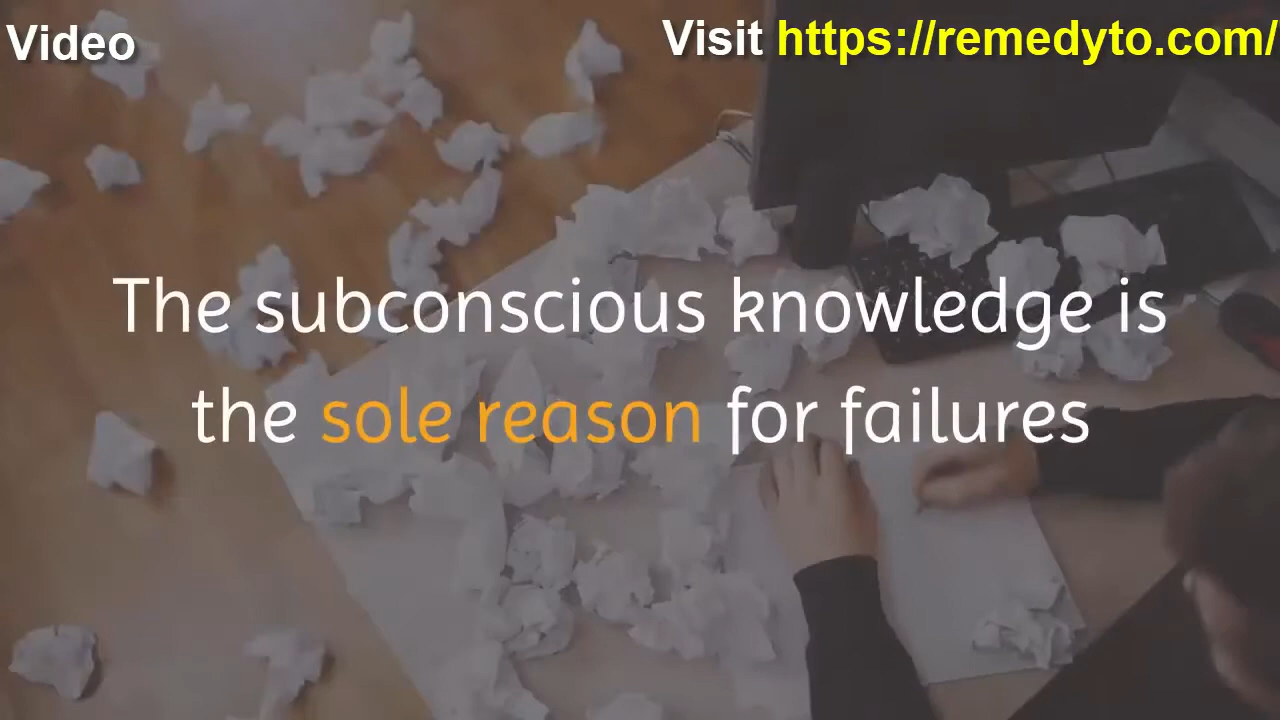 Video
Visit https://remedyto.com/
The subconscious knowledge is
the sole reason for failures